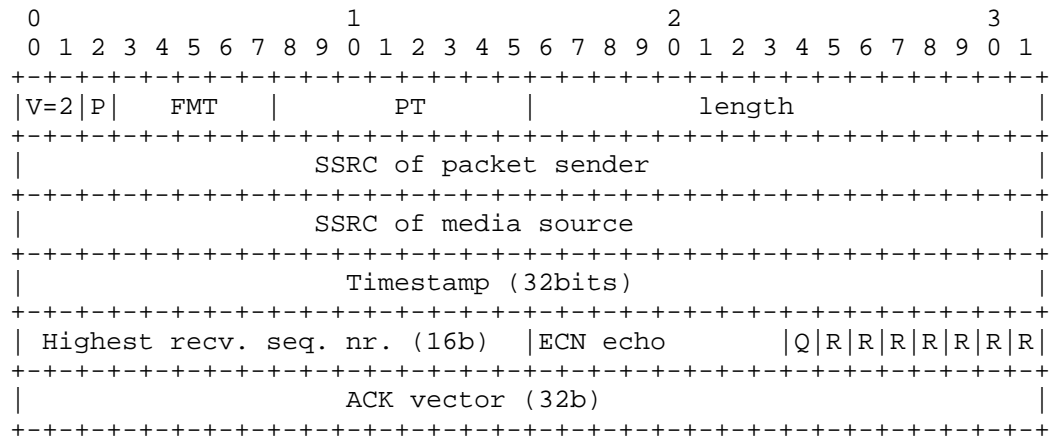 0                   1                   2                   3
 0 1 2 3 4 5 6 7 8 9 0 1 2 3 4 5 6 7 8 9 0 1 2 3 4 5 6 7 8 9 0 1
+-+-+-+-+-+-+-+-+-+-+-+-+-+-+-+-+-+-+-+-+-+-+-+-+-+-+-+-+-+-+-+-+
|V=2|P|   FMT   |       PT      |          length               |
+-+-+-+-+-+-+-+-+-+-+-+-+-+-+-+-+-+-+-+-+-+-+-+-+-+-+-+-+-+-+-+-+
|                  SSRC of packet sender                        |
+-+-+-+-+-+-+-+-+-+-+-+-+-+-+-+-+-+-+-+-+-+-+-+-+-+-+-+-+-+-+-+-+
|                  SSRC of media source                         |
+-+-+-+-+-+-+-+-+-+-+-+-+-+-+-+-+-+-+-+-+-+-+-+-+-+-+-+-+-+-+-+-+
|                    Timestamp (32bits)                         |
+-+-+-+-+-+-+-+-+-+-+-+-+-+-+-+-+-+-+-+-+-+-+-+-+-+-+-+-+-+-+-+-+
| Highest recv. seq. nr. (16b)  |ECN echo       |Q|R|R|R|R|R|R|R|
+-+-+-+-+-+-+-+-+-+-+-+-+-+-+-+-+-+-+-+-+-+-+-+-+-+-+-+-+-+-+-+-+
|                    ACK vector (32b)                           |
+-+-+-+-+-+-+-+-+-+-+-+-+-+-+-+-+-+-+-+-+-+-+-+-+-+-+-+-+-+-+-+-+